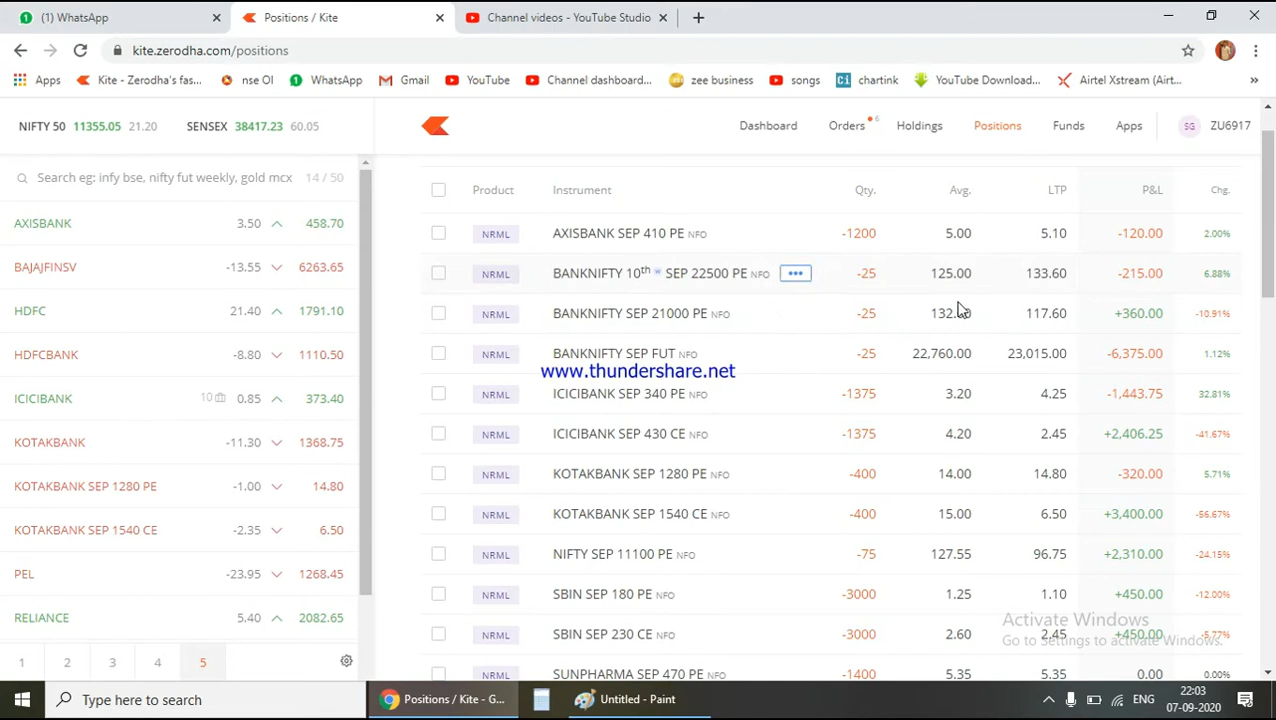 (1) WhatsApp
Positions / Kite
Channel videos - YouTube Studio
kite.zerodha.com/positions
Apps
Kite - Zerodha's fas...
nse OI
WhatsApp
Gmail
YouTube
Channel dashboard...
zee business
songs
Ci chartink
YouTube Download...
Airtel Xstream (Airt...
NIFTY 50 11355.05 21.20
SENSEX 38417.23 60.05
Dashboard
Orders 6
Holdings
Positions
Funds
Apps
SG ZU6917
Search eg: infy bse, nifty fut weekly, gold mcx 14 / 50
AXISBANK 3.50 458.70
BAJAJFINSV -13.55 6263.65
HDFC 21.40 1791.10
HDFCBANK -8.80 1110.50
ICICIBANK 10 0.85 373.40
KOTAKBANK -11.30 1368.75
KOTAKBANK SEP 1280 PE -1.00 14.80
KOTAKBANK SEP 1540 CE -2.35 6.50
PEL -23.95 1268.45
RELIANCE 5.40 2082.65
1 2 3 4 5
Product Instrument Qty. Avg. LTP P&L Chg.
NRML AXISBANK SEP 410 PE NFO -1200 5.00 5.10 -120.00 2.00%
NRML BANKNIFTY 10th w SEP 22500 PE NFO ••• -25 125.00 133.60 -215.00 6.88%
NRML BANKNIFTY SEP 21000 PE NFO -25 117.60 +360.00 -10.91%
NRML BANKNIFTY SEP FUT NFO -25 22,760.00 23,015.00 -6,375.00 1.12%
www.thundershare.net
NRML ICICIBANK SEP 340 PE NFO -1375 3.20 4.25 -1,443.75 32.81%
NRML ICICIBANK SEP 430 CE NFO -1375 4.20 2.45 +2,406.25 -41.67%
NRML KOTAKBANK SEP 1280 PE NFO -400 14.00 14.80 -320.00 5.71%
NRML KOTAKBANK SEP 1540 CE NFO -400 15.00 6.50 +3,400.00 -56.67%
NRML NIFTY SEP 11100 PE NFO -75 127.55 96.75 +2,310.00 -24.15%
NRML SBIN SEP 180 PE NFO -3000 1.25 1.10 +450.00 -12.00%
NRML SBIN SEP 230 CE NFO -3000 2.60 2.45 +450.00 -5.77%
NRML SUNPHARMA SEP 470 PE NFO -1400 5.35 5.35 0.00 0.00%
Activate Windows
Go to Settings to activate Windows.
Type here to search
Positions / Kite - G...
Untitled - Paint
ENG
22:03
07-09-2020